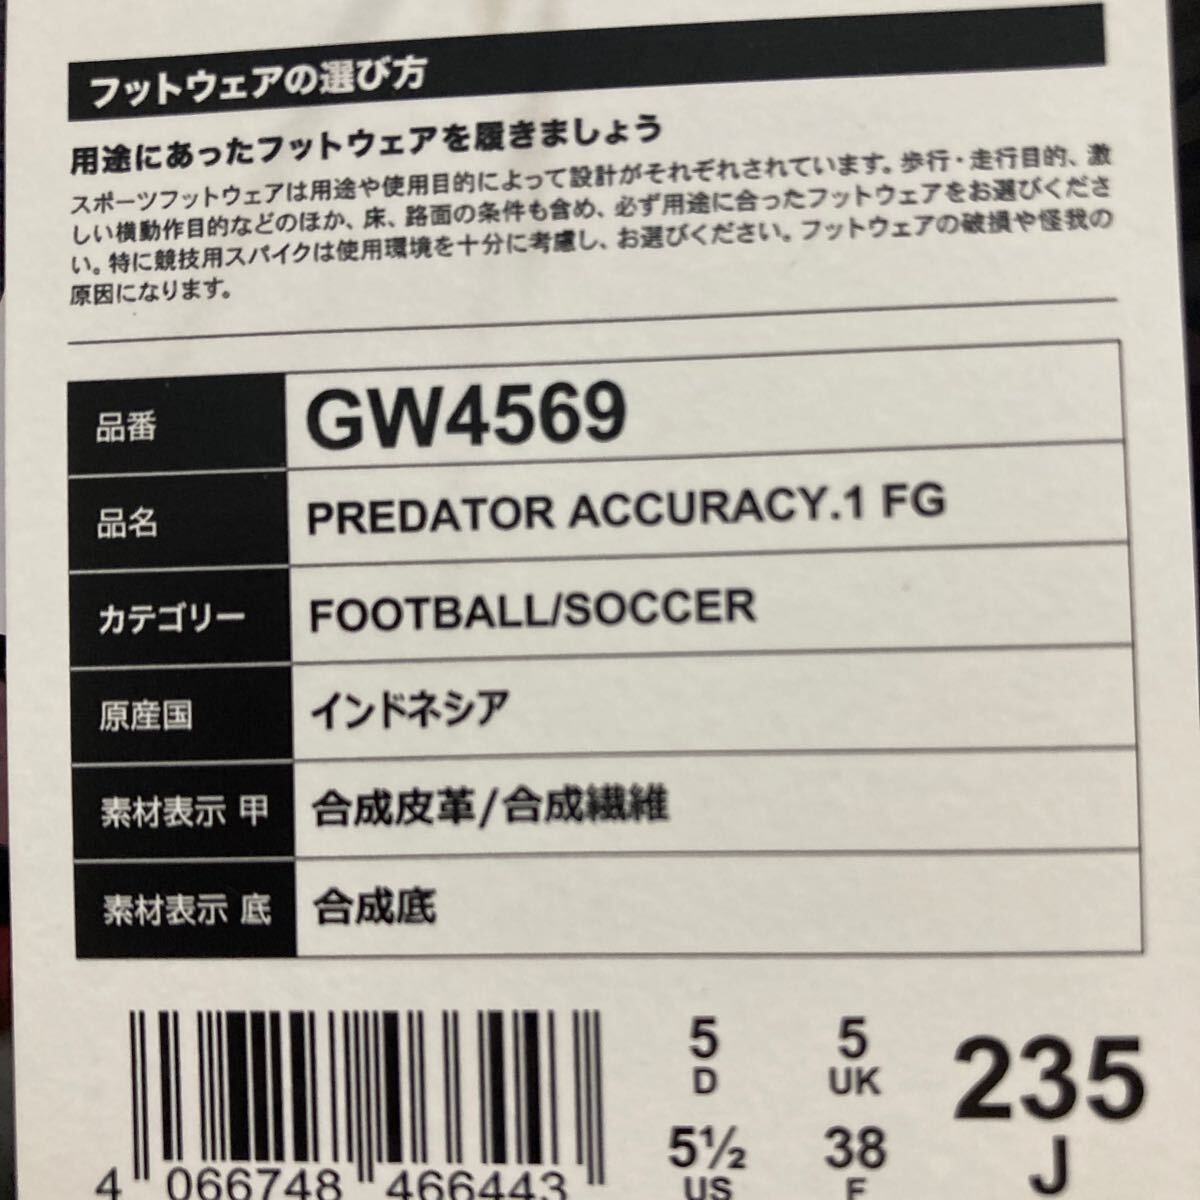 フットウェアの選び方
用途にあったフットウェアを履きましょう
スポーツフットウェアは用途や使用目的によって設計がそれぞれされています。歩行・走行目的、激
しい横動作目的などのほか、床、路面の条件も含め、必ず用途に合ったフットウェアをお選びくださ
い。特に競技用スパイクは使用環境を十分に考慮し、お選びください。フットウェアの破損や怪我の
原因になります。
品番 GW4569
品名 PREDATOR ACCURACY.1 FG
カテゴリー FOOTBALL/SOCCER
原産国 インドネシア
素材表示 甲 合成皮革/合成繊維
素材表示 底 合成底
5 5 235
D UK J
5½ 38
US F
4 066748 466443